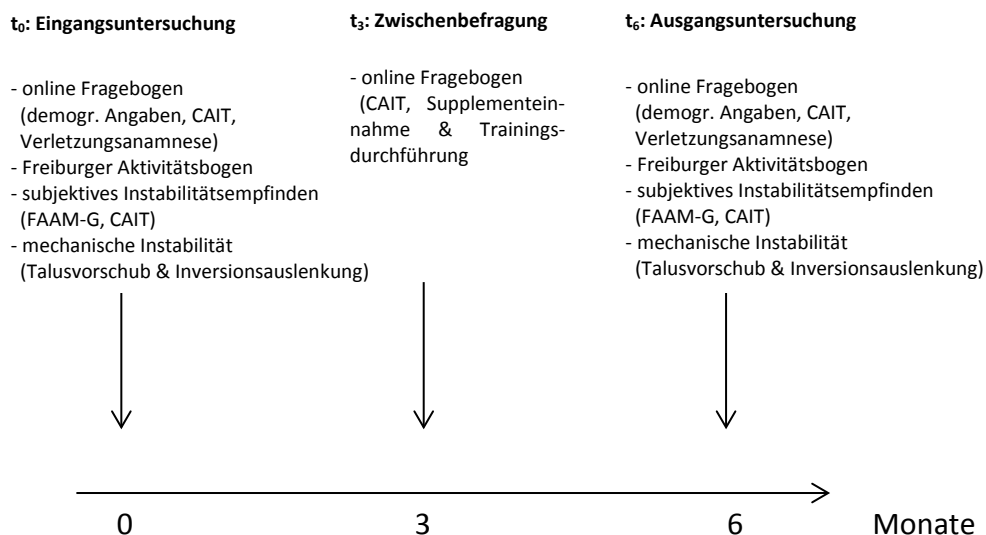 t₀: Eingangsuntersuchung
- online Fragebogen
(demogr. Angaben, CAIT,
Verletzungsanamnese)
- Freiburger Aktivitätsbogen
- subjektives Instabilitätsempfinden
(FAAM-G, CAIT)
- mechanische Instabilität
(Talusvorschub & Inversionsauslenkung)
t₃: Zwischenbefragung
- online Fragebogen
(CAIT, Supplementein-
nahme & Trainings-
durchführung
t₆: Ausgangsuntersuchung
- online Fragebogen
(demogr. Angaben, CAIT,
Verletzungsanamnese)
- Freiburger Aktivitätsbogen
- subjektives Instabilitätsempfinden
(FAAM-G, CAIT)
- mechanische Instabilität
(Talusvorschub & Inversionsauslenkung)
0 3 6 Monate